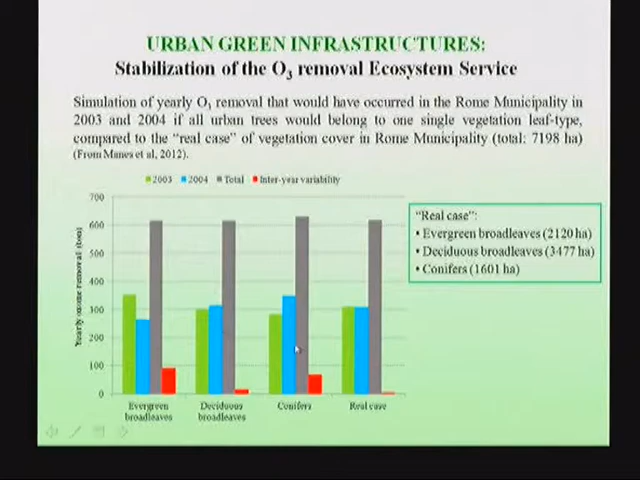 URBAN GREEN INFRASTRUCTURES:
Stabilization of the O3 removal Ecosystem Service
Simulation of yearly O3 removal that would have occurred in the Rome Municipality in
2003 and 2004 if all urban trees would belong to one single vegetation leaf-type,
compared to the “real case” of vegetation cover in Rome Municipality (total: 7198 ha)
(From Manes et al, 2012).
2003 2004 Total Inter-year variability
Yearly ozone removal (ton)
700
600
500
400
300
200
100
0
Evergreen broadleaves
Deciduous broadleaves
Conifers
Real case
“Real case”:
• Evergreen broadleaves (2120 ha)
• Deciduous broadleaves (3477 ha)
• Conifers (1601 ha)